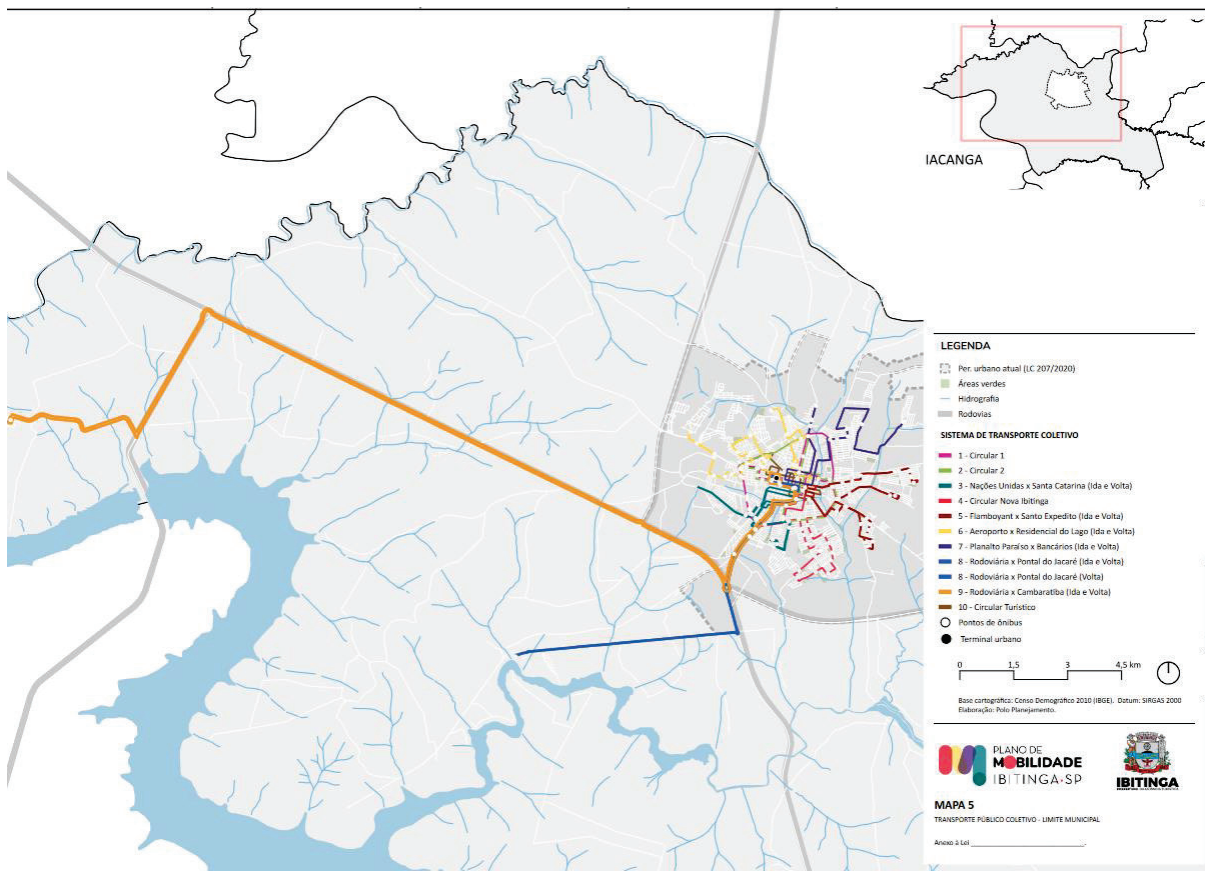 IACANGA
LEGENDA
Per. urbano atual (LC 207/2020)
Áreas verdes
Hidrografia
Rodovias
SISTEMA DE TRANSPORTE COLETIVO
1 - Circular 1
2 - Circular 2
3 - Nações Unidas x Santa Catarina (Ida e Volta)
4 - Circular Nova Ibitinga
5 - Flamboyant x Santo Expedito (Ida e Volta)
6 - Aeroporto x Residencial do Lago (Ida e Volta)
7 - Planalto Paraíso x Bancários (Ida e Volta)
8 - Rodoviária x Pontal do Jacaré (Ida e Volta)
8 - Rodoviária x Pontal do Jacaré (Volta)
9 - Rodoviária x Cambaratiba (Ida e Volta)
10 - Circular Turístico
Pontos de ônibus
Terminal urbano
0 1,5 3 4,5 km
Base cartográfica: Censo Demográfico 2010 (IBGE). Datum: SIRGAS 2000
Elaboração: Polo Planejamento.
PLANO DE
MOBILIDADE
IBITINGA·SP
IBITINGA
MAPA 5
TRANSPORTE PÚBLICO COLETIVO - LIMITE MUNICIPAL
Anexo à Lei ____________________________.